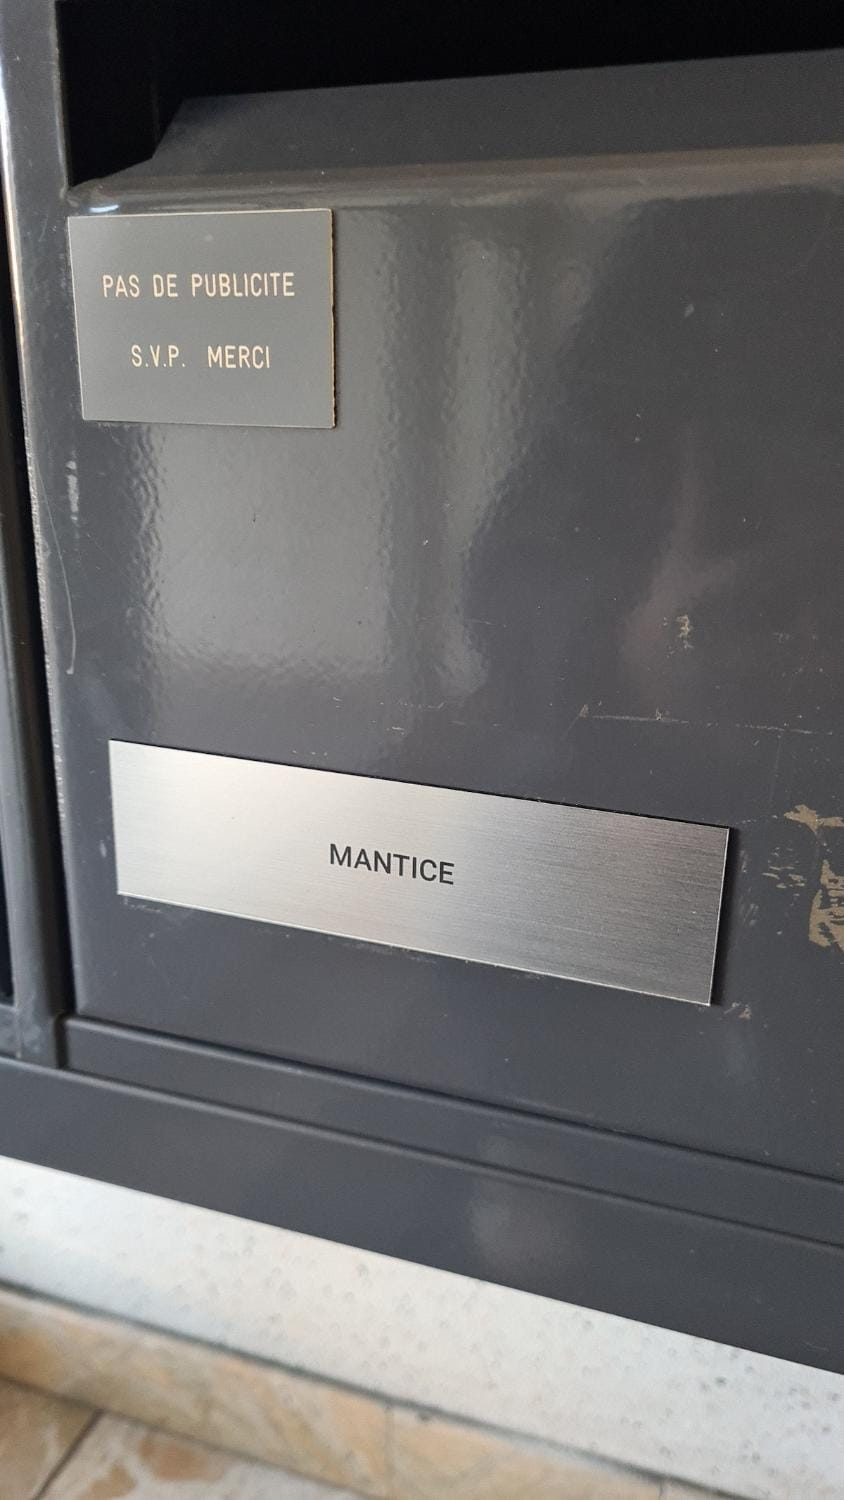 PAS DE PUBLICITE
S.V.P. MERCI
MANTICE